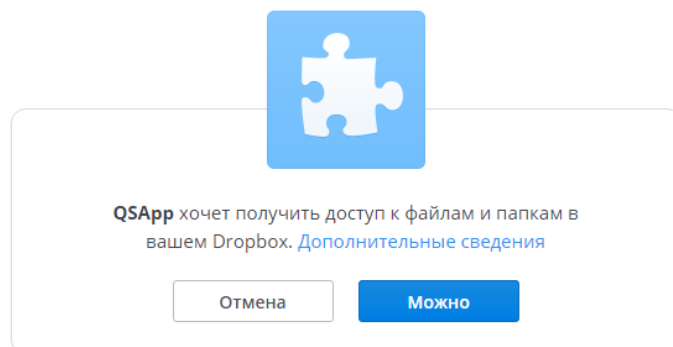 QSApp хочет получить доступ к файлам и папкам в
вашем Dropbox. Дополнительные сведения
Отмена Можно